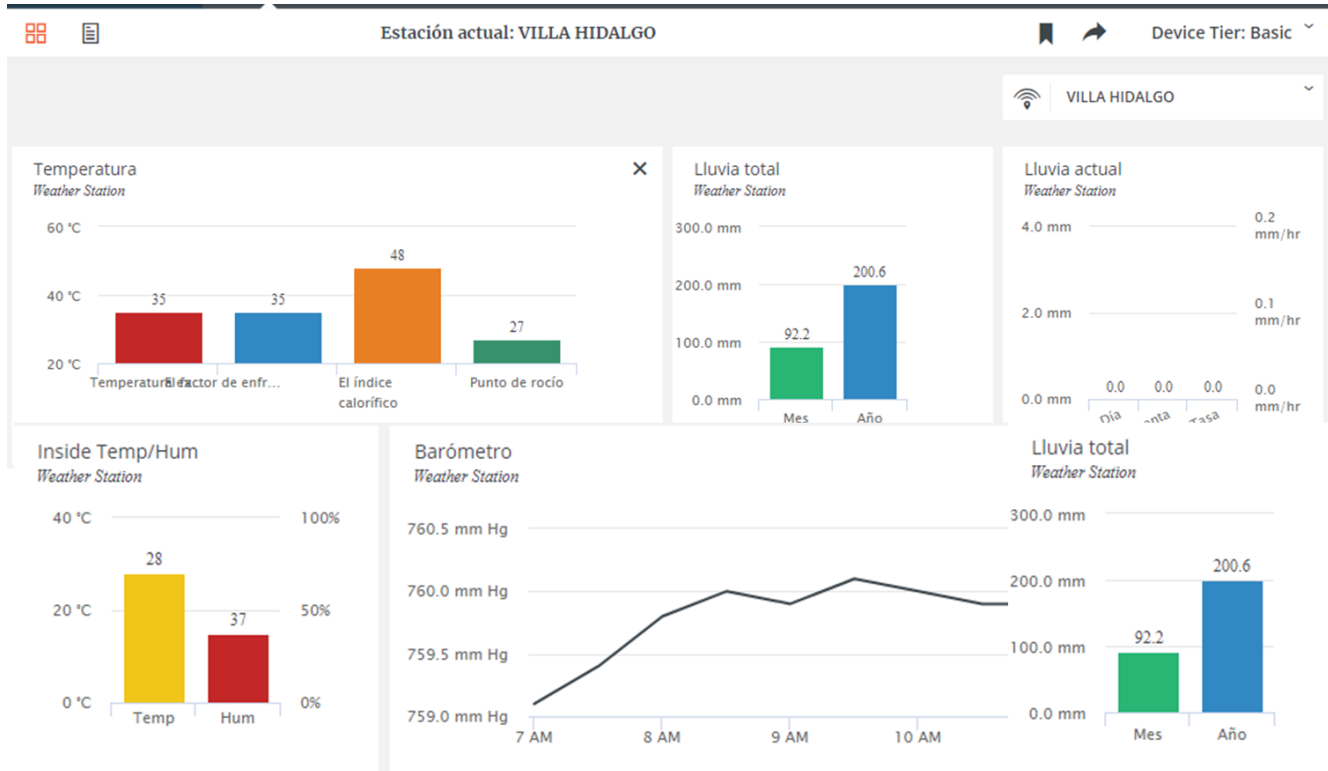 Estación actual: VILLA HIDALGO
Device Tier: Basic
VILLA HIDALGO
Temperatura
Weather Station
60 °C
40 °C
20 °C
35
35
48
27
El factor de enfr...
El índice
calorífico
Punto de rocío
Lluvia total
Weather Station
300.0 mm
200.0 mm
100.0 mm
0.0 mm
92.2
200.6
Mes
Año
Lluvia actual
Weather Station
4.0 mm
2.0 mm
0.0 mm
0.2
mm/hr
0.1
mm/hr
0.0
mm/hr
0.0
0.0
0.0
Día
Tasa
Inside Temp/Hum
Weather Station
40 °C
20 °C
0 °C
100%
50%
0%
28
37
Temp
Hum
Barómetro
Weather Station
760.5 mm Hg
760.0 mm Hg
759.5 mm Hg
759.0 mm Hg
7 AM
8 AM
9 AM
10 AM
Lluvia total
Weather Station
300.0 mm
200.0 mm
100.0 mm
0.0 mm
92.2
200.6
Mes
Año